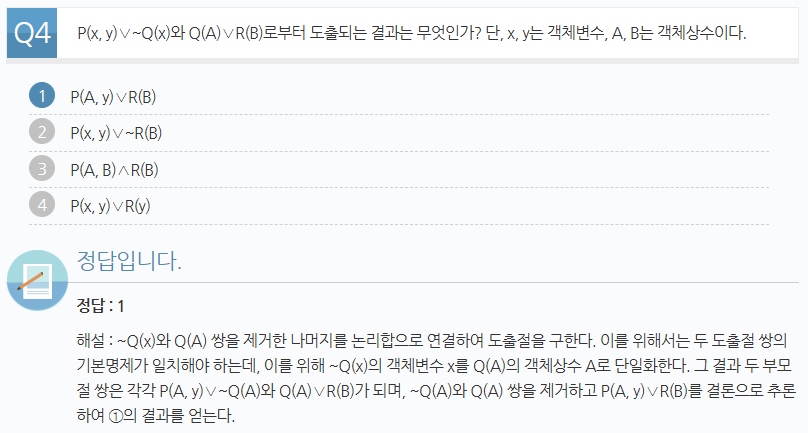 Q4 P(x, y)∨~Q(x)와 Q(A)∨R(B)로부터 도출되는 결과는 무엇인가? 단, x, y는 객체변수, A, B는 객체상수이다.
1 P(A, y)∨R(B)
2 P(x, y)∨~R(B)
3 P(A, B)∧R(B)
4 P(x, y)∨R(y)
정답입니다.
정답 : 1
해설 : ~Q(x)와 Q(A) 쌍을 제거한 나머지를 논리합으로 연결하여 도출절을 구한다. 이를 위해서는 두 도출절 쌍의
기본명제가 일치해야 하는데, 이를 위해 ~Q(x)의 객체변수 x를 Q(A)의 객체상수 A로 단일화한다. 그 결과 두 부모
절 쌍은 각각 P(A, y)∨~Q(A)와 Q(A)∨R(B)가 되며, ~Q(A)와 Q(A) 쌍을 제거하고 P(A, y)∨R(B)를 결론으로 추론
하여 ①의 결과를 얻는다.